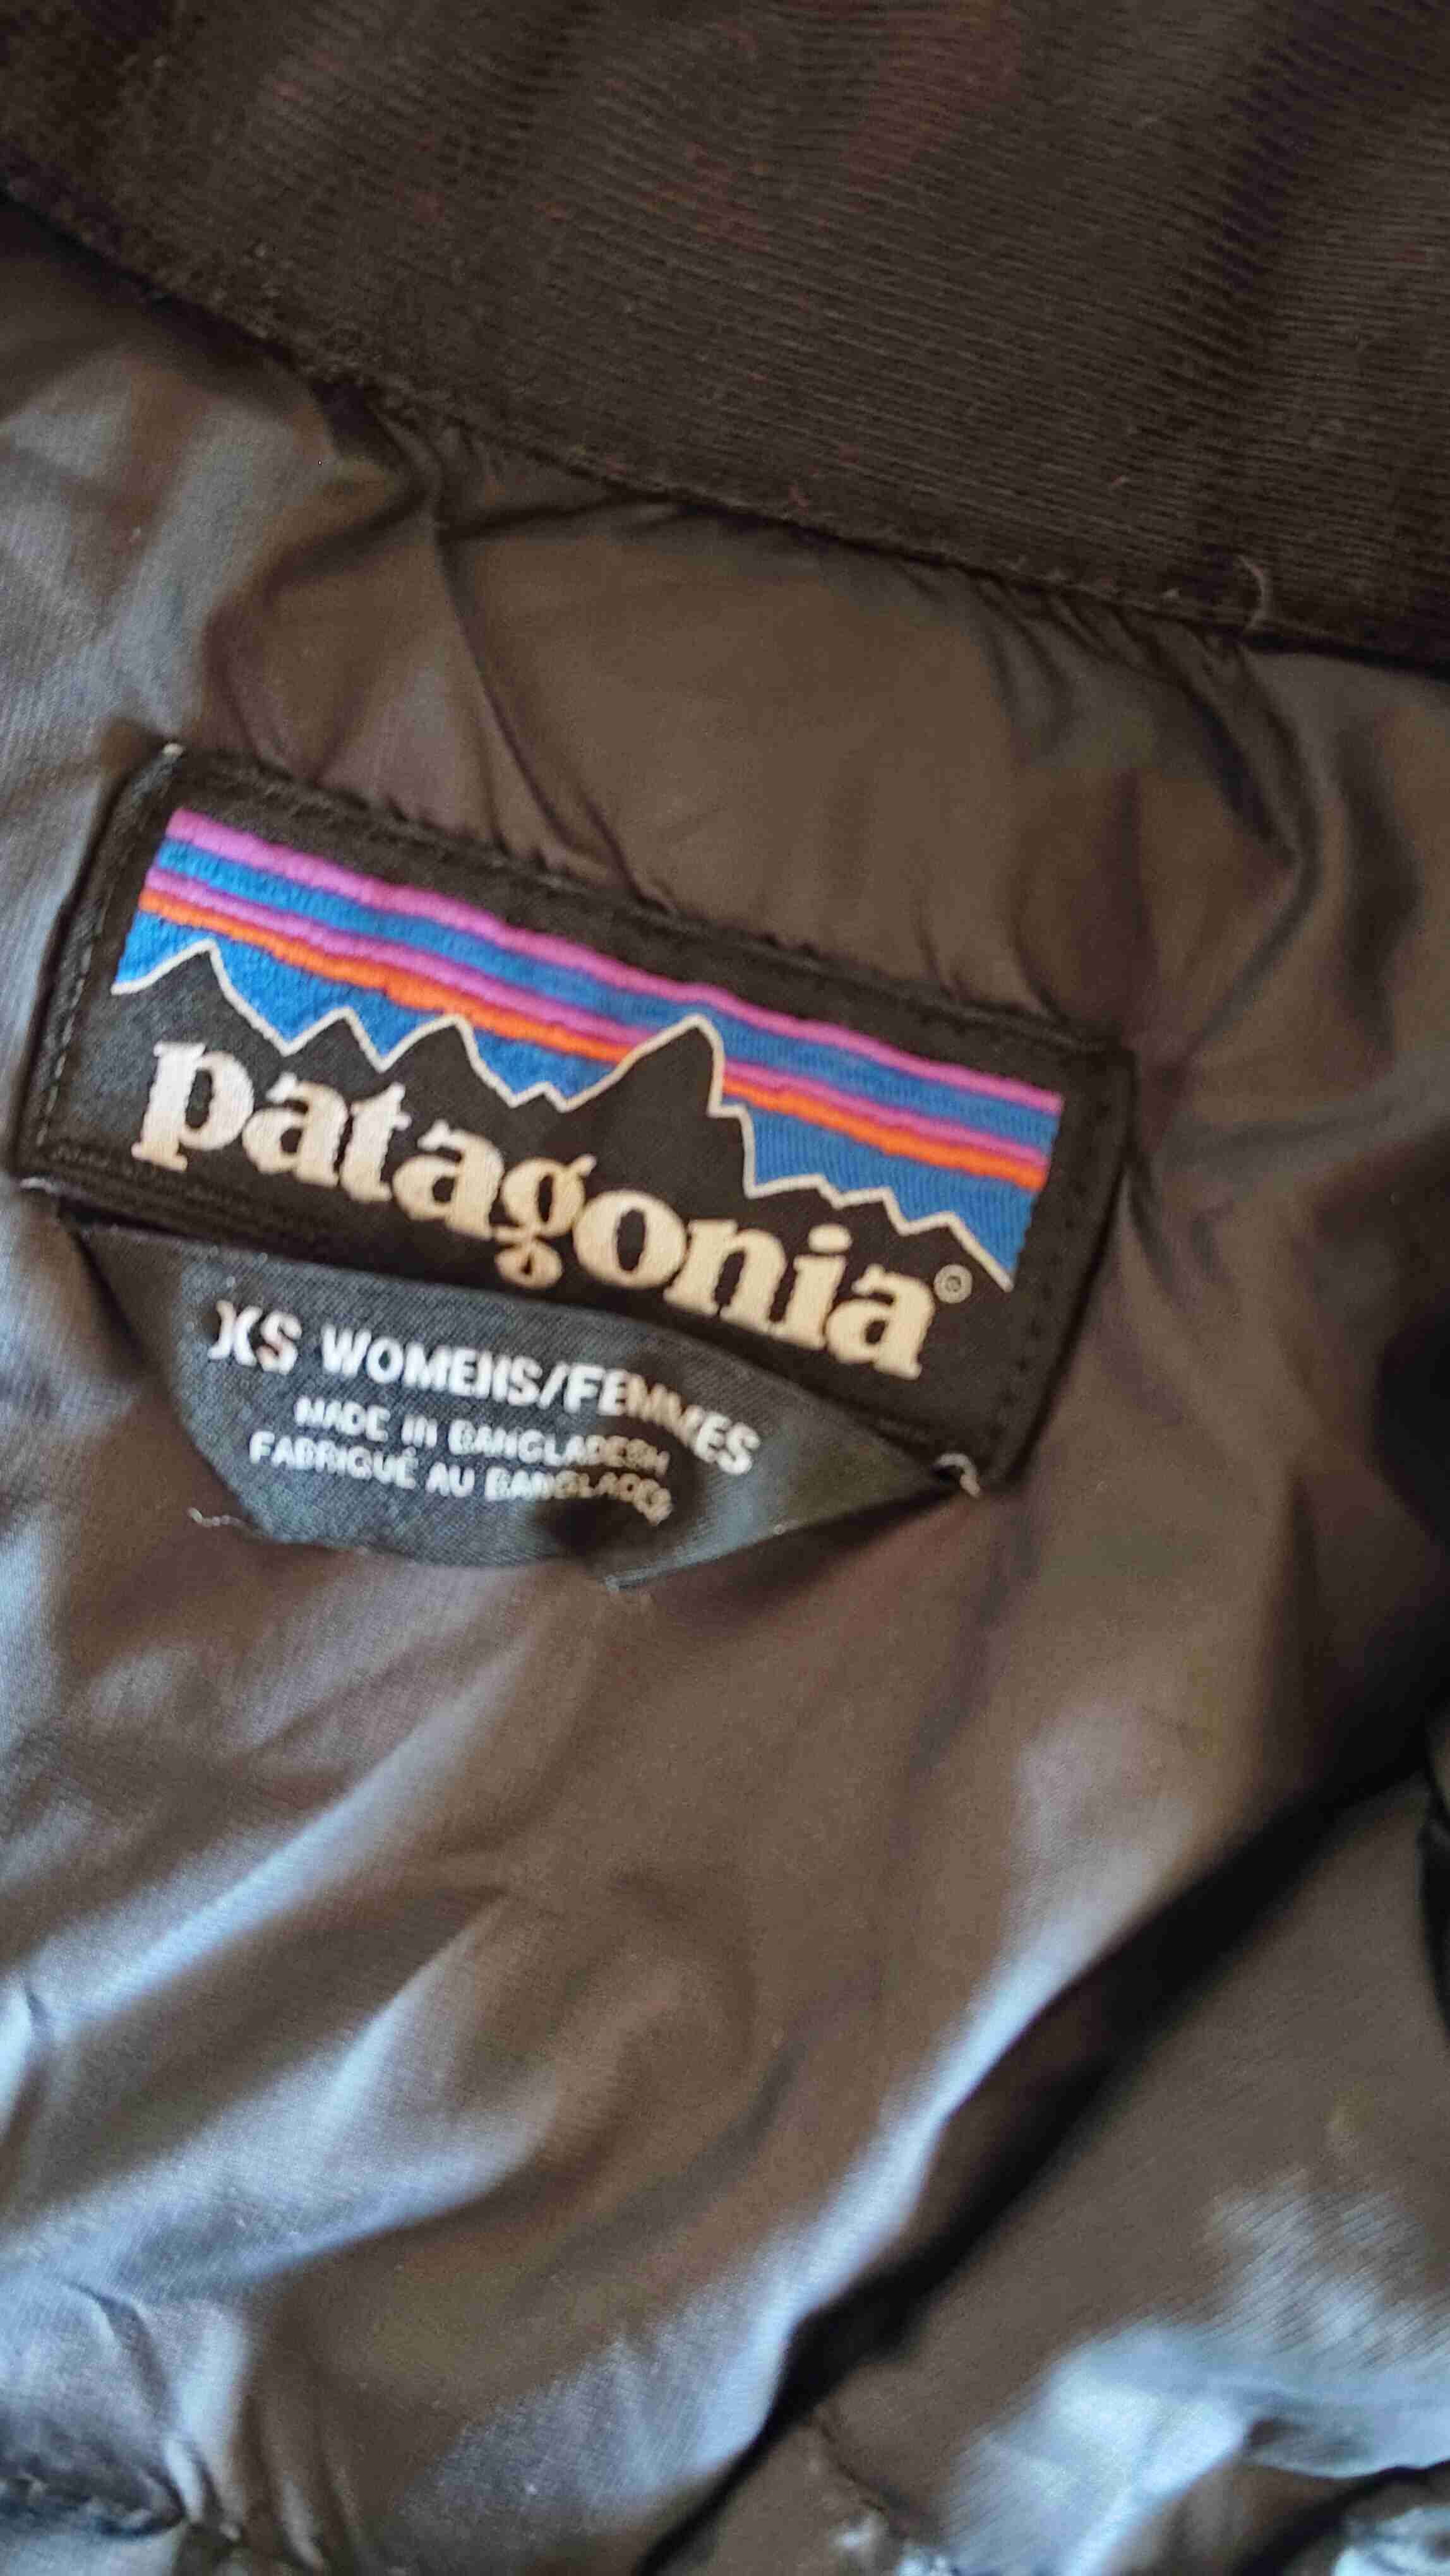 patagonia®
XS WOMENS/FEMMES
MADE IN BANGLADESH
FABRIQUÉ AU BANGLADESH